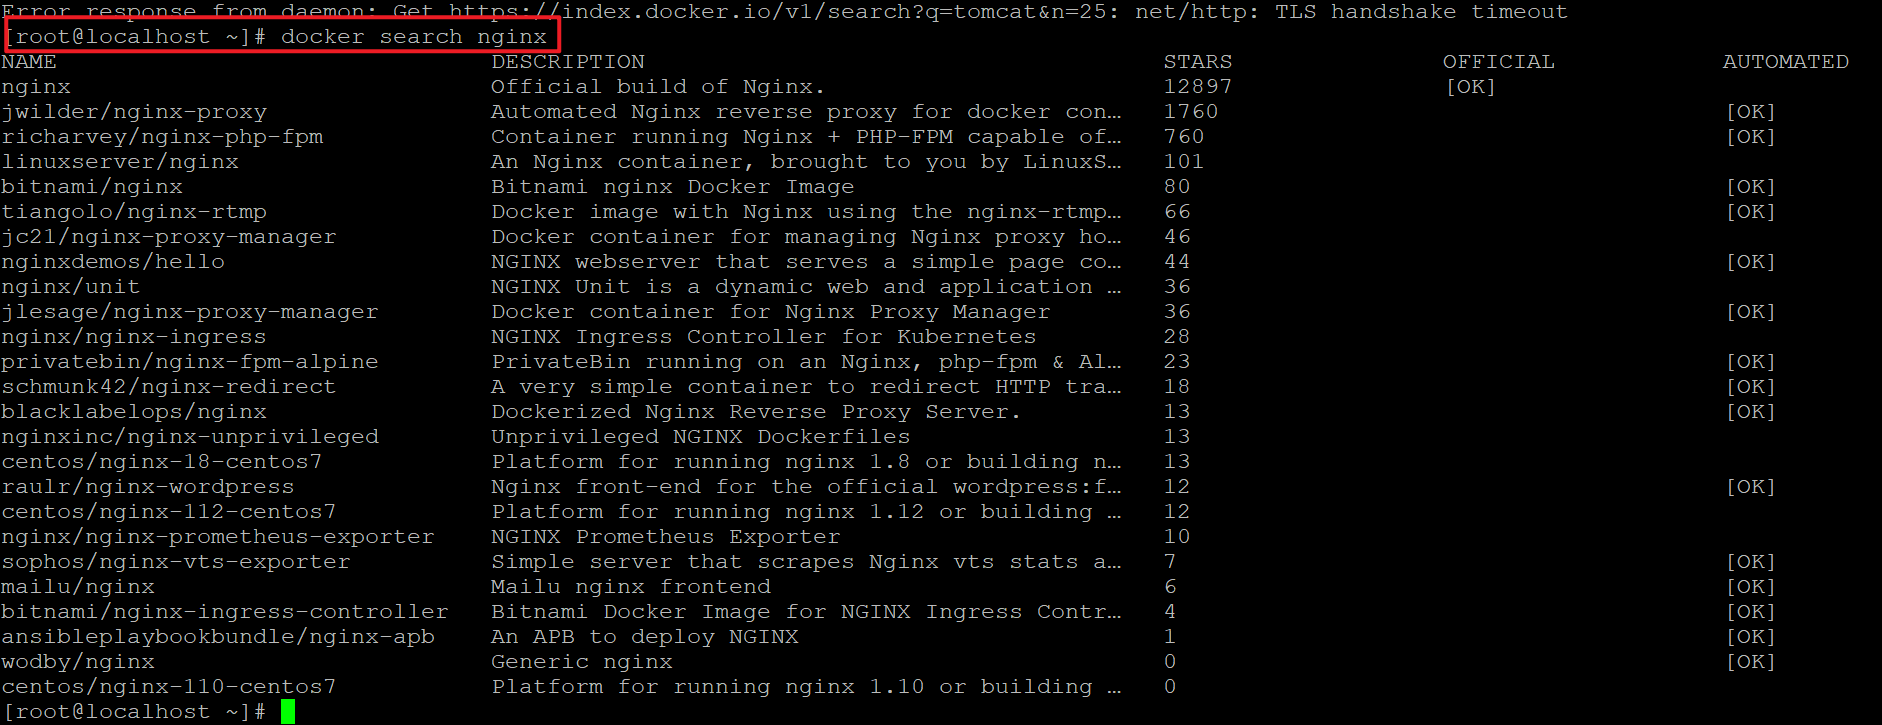 Error response from daemon: Get https://index.docker.io/v1/search?q=tomcat&n=25: net/http: TLS handshake timeout
[root@localhost ~]# docker search nginx
NAME DESCRIPTION STARS OFFICIAL AUTOMATED
nginx Official build of Nginx. 12897 [OK]
jwilder/nginx-proxy Automated Nginx reverse proxy for docker con… 1760 [OK]
richarvey/nginx-php-fpm Container running Nginx + PHP-FPM capable of… 760 [OK]
linuxserver/nginx An Nginx container, brought to you by LinuxS… 101
bitnami/nginx Bitnami nginx Docker Image 80 [OK]
tiangolo/nginx-rtmp Docker image with Nginx using the nginx-rtmp… 66 [OK]
jc21/nginx-proxy-manager Docker container for managing Nginx proxy ho… 46
nginxdemos/hello NGINX webserver that serves a simple page co… 44 [OK]
nginx/unit NGINX Unit is a dynamic web and application … 36
jlesage/nginx-proxy-manager Docker container for Nginx Proxy Manager 36 [OK]
nginx/nginx-ingress NGINX Ingress Controller for Kubernetes 28
privatebin/nginx-fpm-alpine PrivateBin running on an Nginx, php-fpm & Al… 23 [OK]
schmunk42/nginx-redirect A very simple container to redirect HTTP tra… 18 [OK]
blacklabelops/nginx Dockerized Nginx Reverse Proxy Server. 13 [OK]
nginxinc/nginx-unprivileged Unprivileged NGINX Dockerfiles 13
centos/nginx-18-centos7 Platform for running nginx 1.8 or building n… 13
raulr/nginx-wordpress Nginx front-end for the official wordpress:f… 12 [OK]
centos/nginx-112-centos7 Platform for running nginx 1.12 or building … 12
nginx/nginx-prometheus-exporter NGINX Prometheus Exporter 10
sophos/nginx-vts-exporter Simple server that scrapes Nginx vts stats a… 7 [OK]
mailu/nginx Mailu nginx frontend 6 [OK]
bitnami/nginx-ingress-controller Bitnami Docker Image for NGINX Ingress Contr… 4 [OK]
ansibleplaybookbundle/nginx-apb An APB to deploy NGINX 1 [OK]
wodby/nginx Generic nginx 0 [OK]
centos/nginx-110-centos7 Platform for running nginx 1.10 or building … 0
[root@localhost ~]#